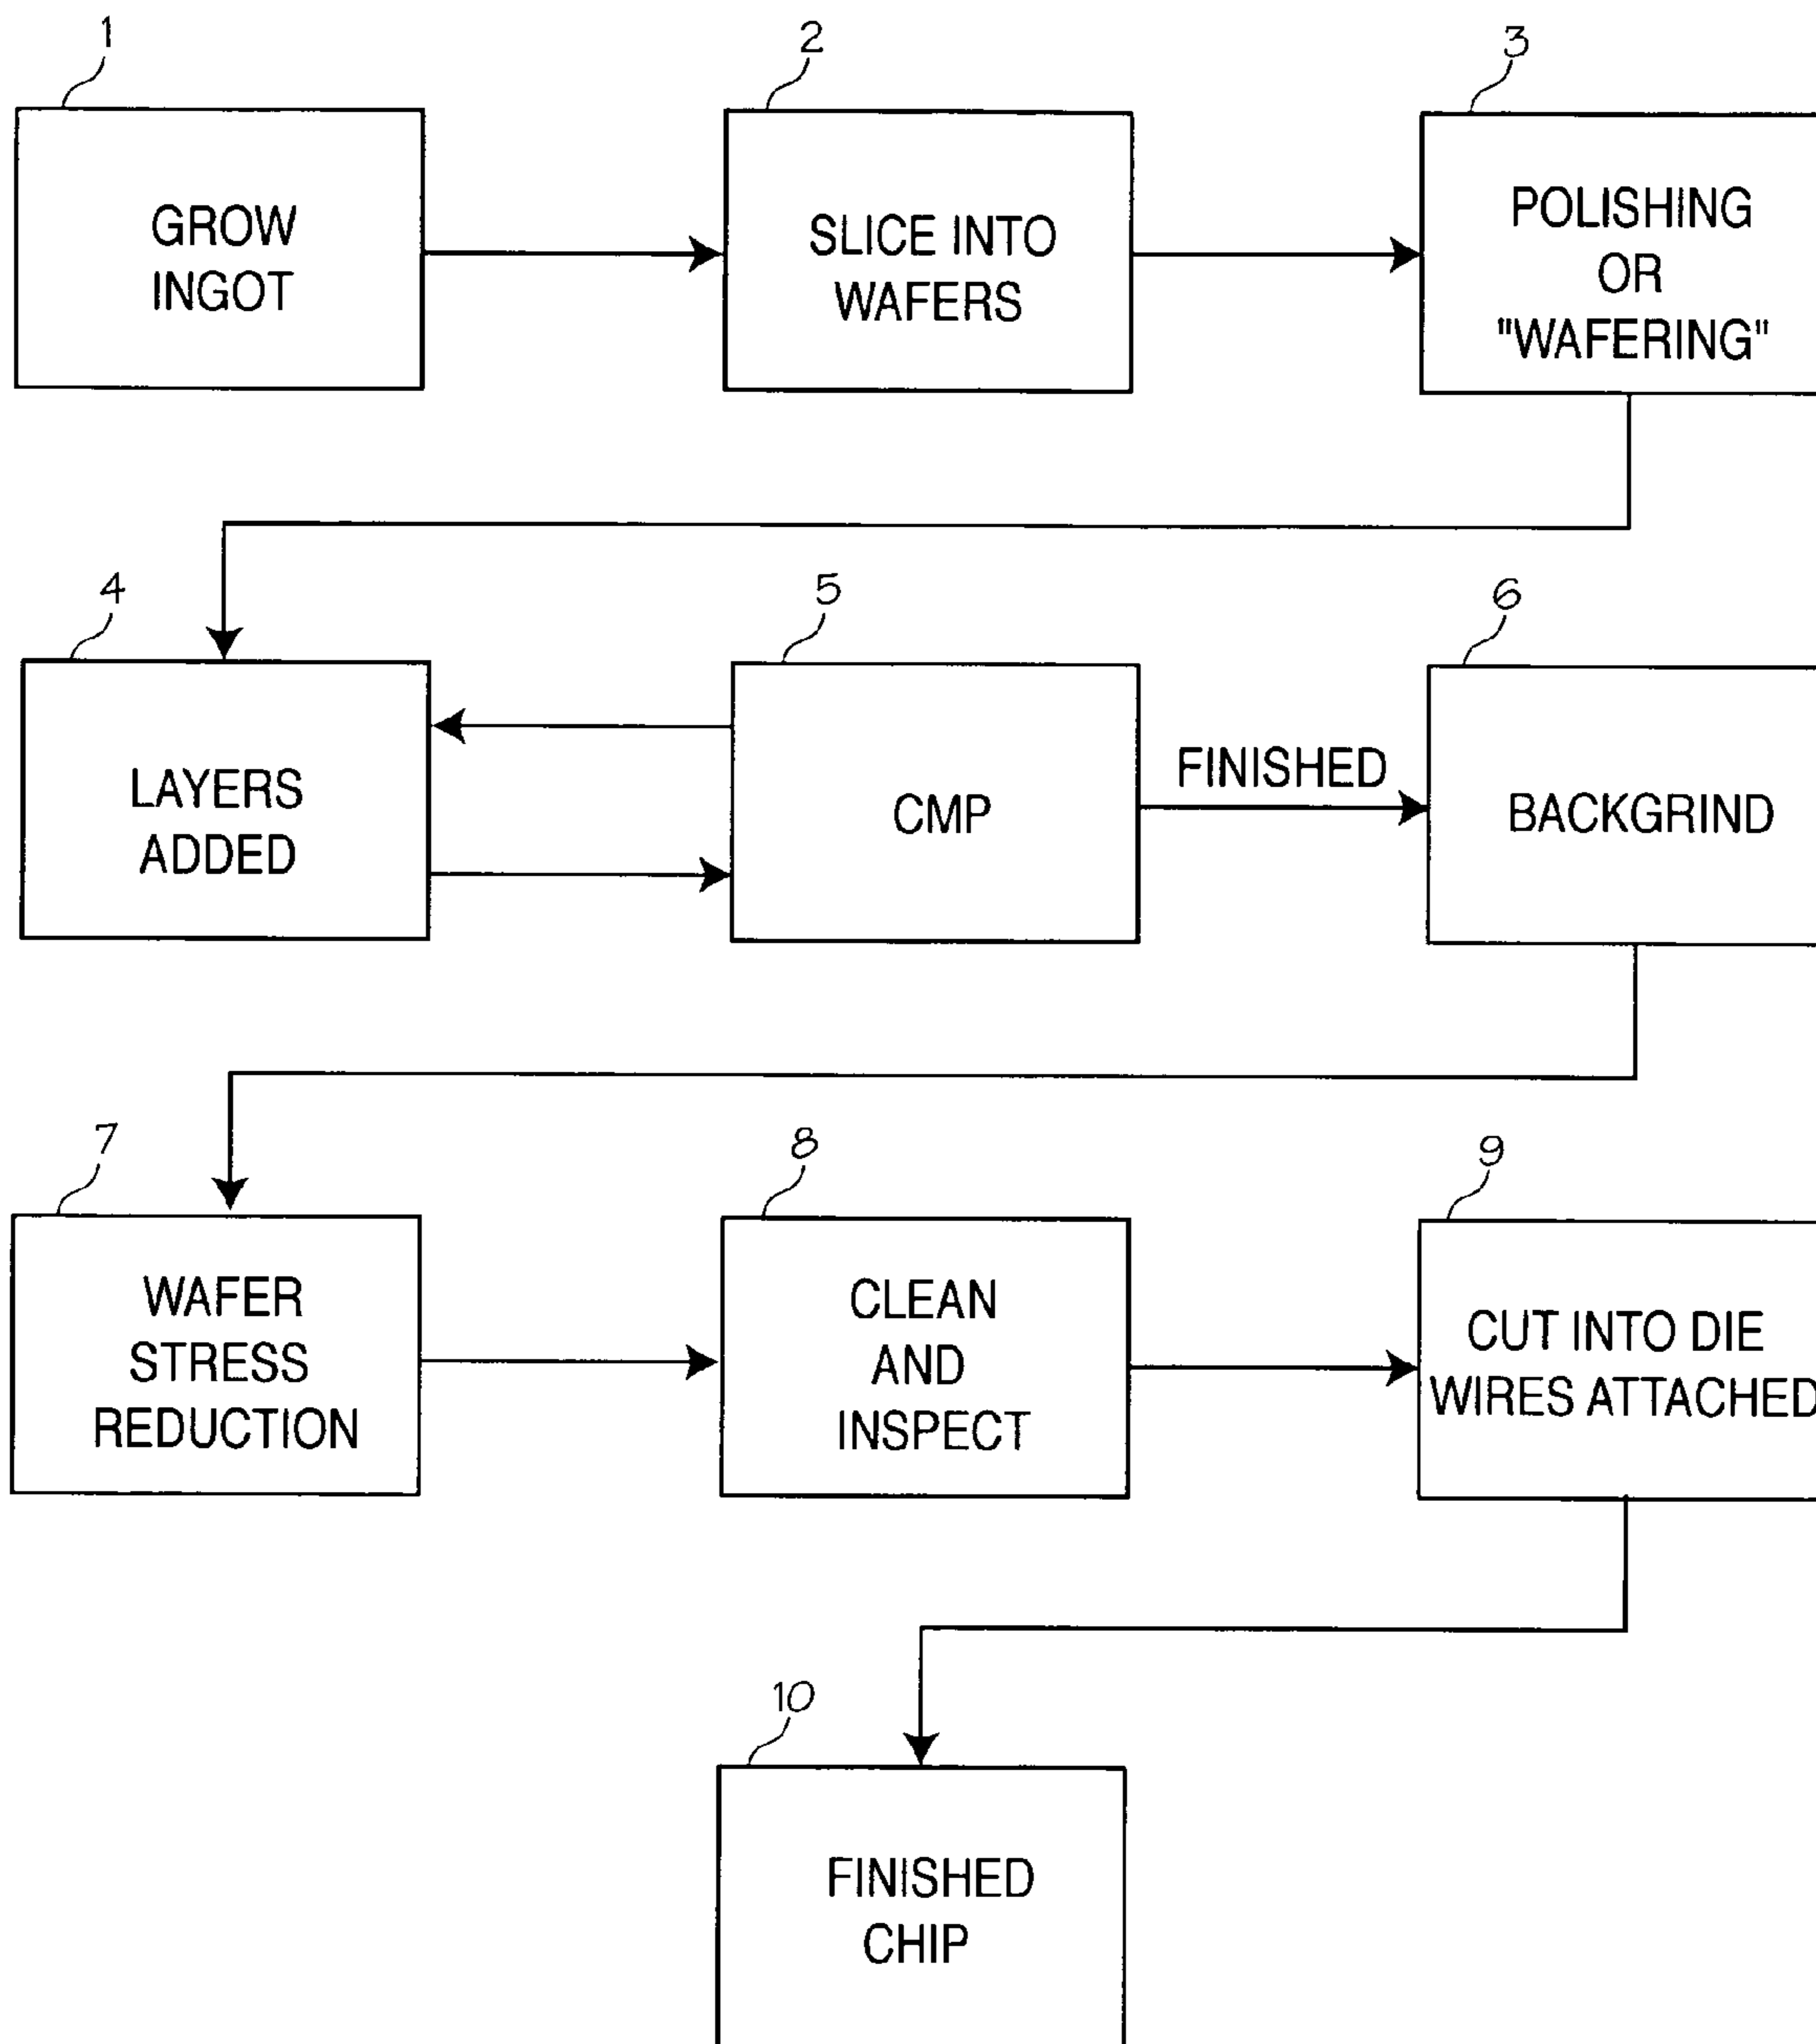 1
GROW
INGOT
2
SLICE INTO
WAFERS
3
POLISHING
OR
"WAFERING"
4
LAYERS
ADDED
5
CMP
FINISHED
6
BACKGRIND
7
WAFER
STRESS
REDUCTION
8
CLEAN
AND
INSPECT
9
CUT INTO DIE
WIRES ATTACHED
10
FINISHED
CHIP